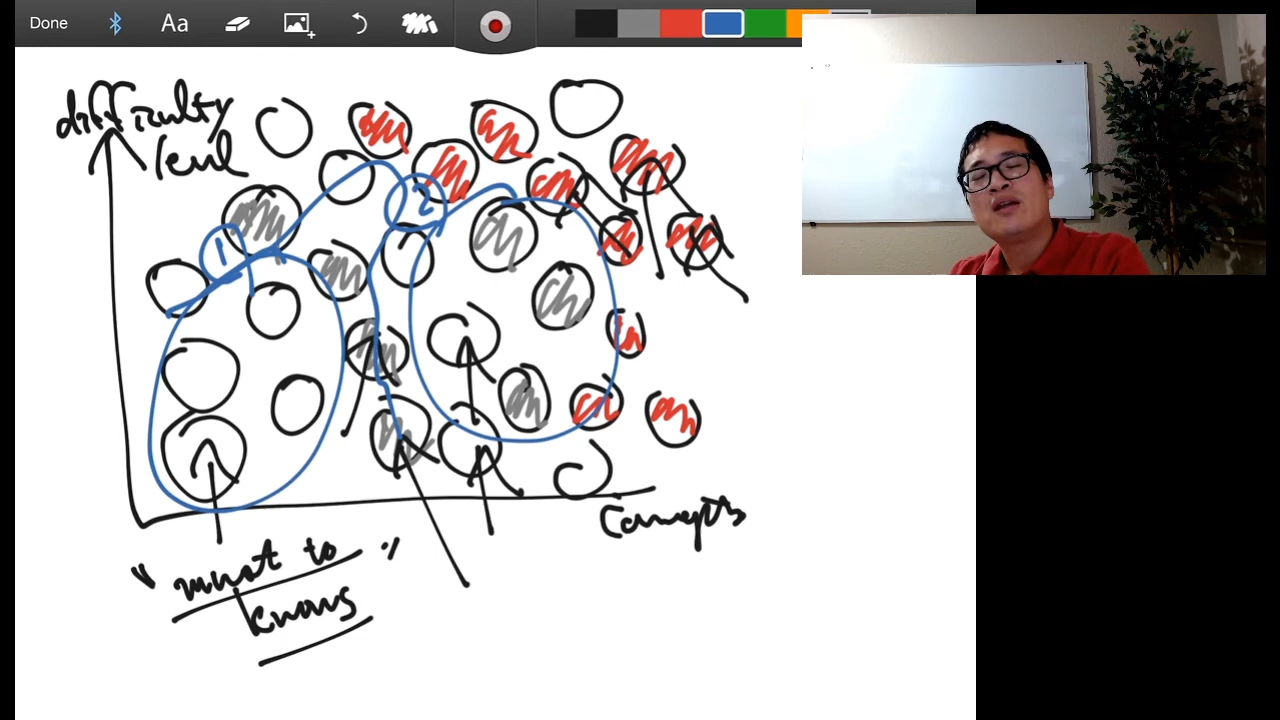 Done
Aa
difficulty
level
1
2
Concepts
"what to"
know